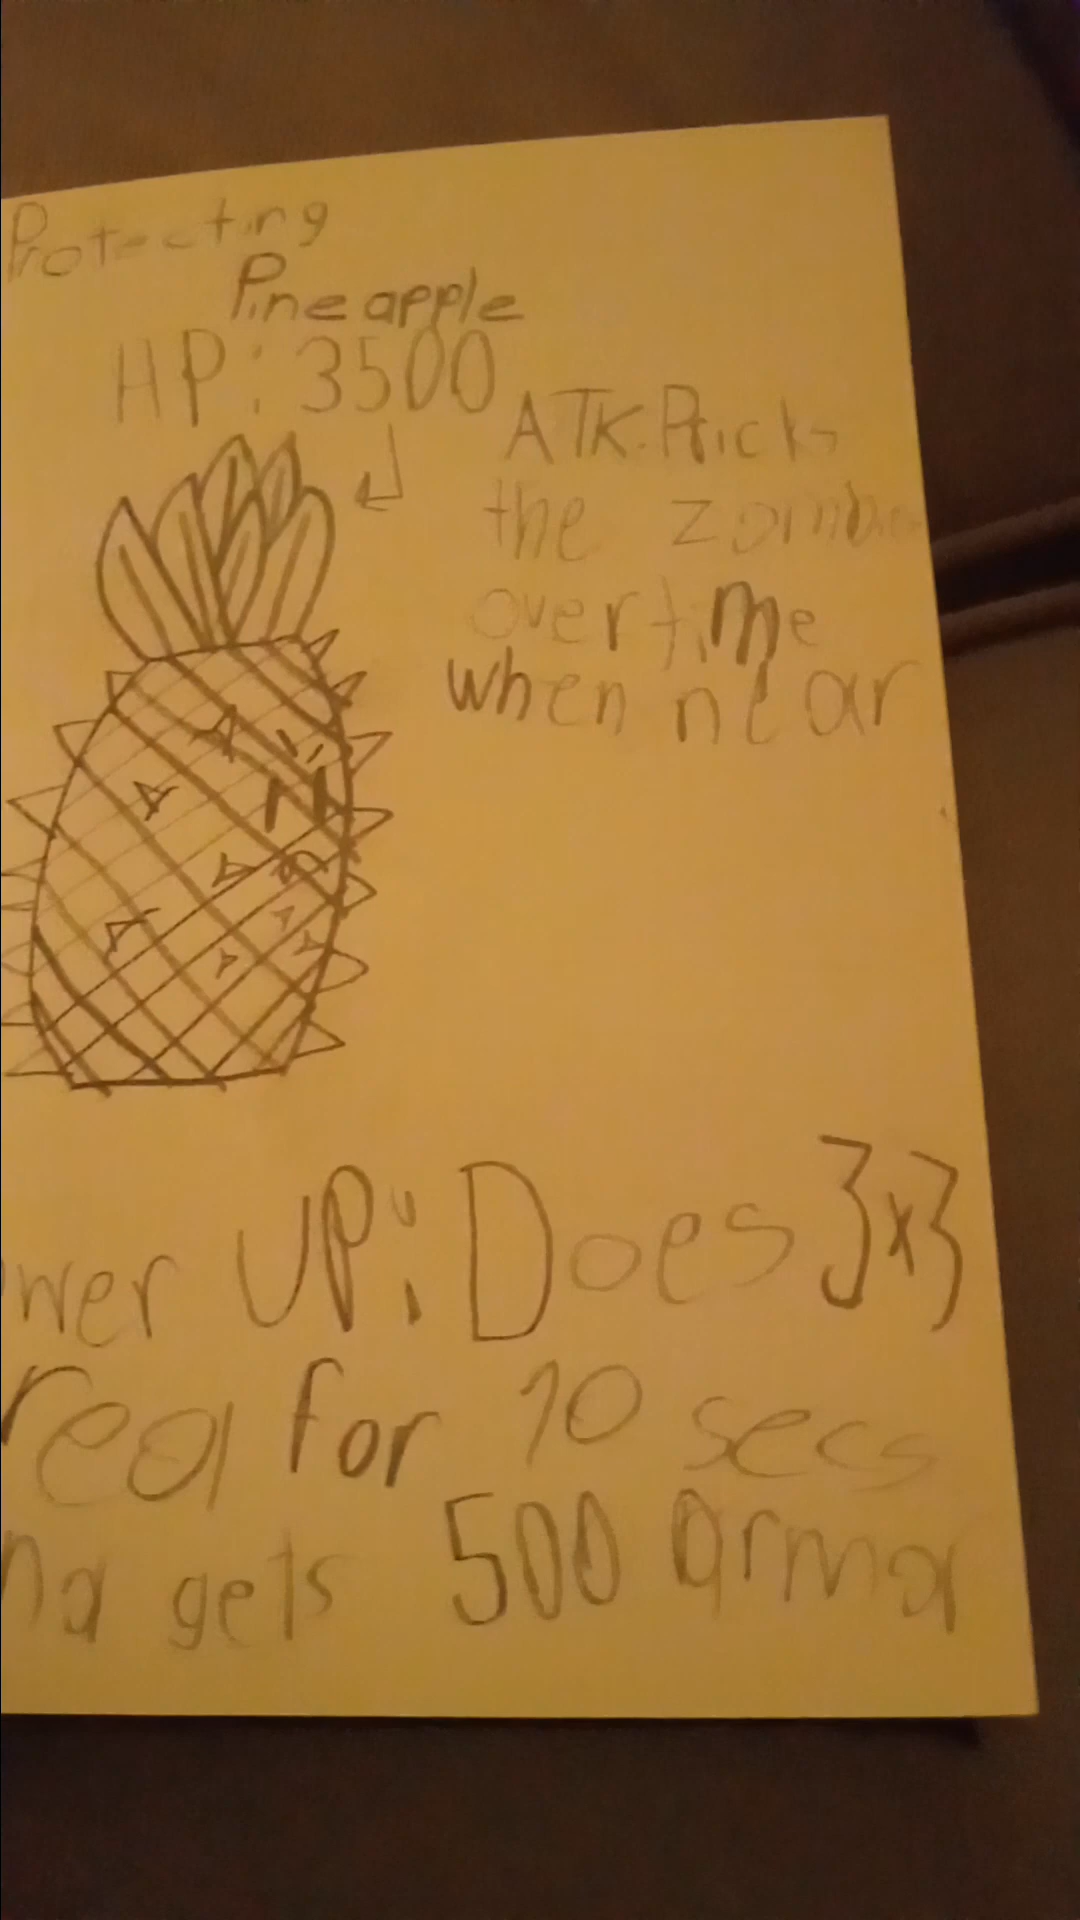 Protecting
Pineapple
HP: 3500
ATK. Pricks
the zombie
overtime
when near
wer UP: Does 3x3
rea for 10 secs
nd gets 500 armor